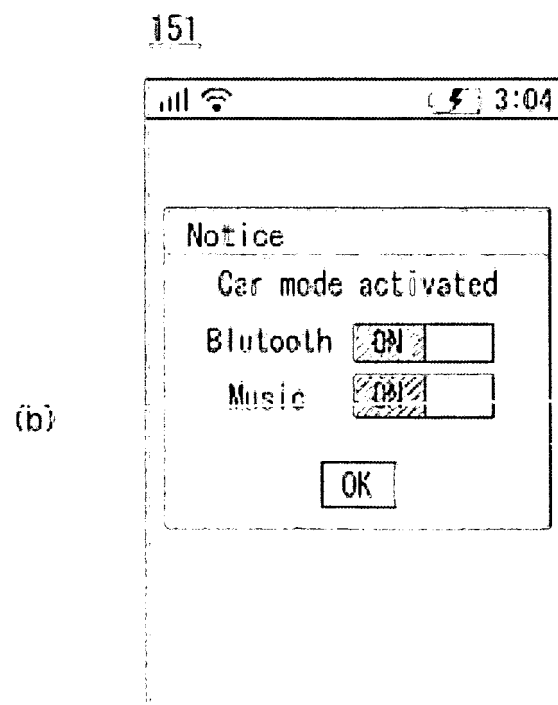 151
3:04
Notice
Car mode activated
Blutooth ON
Music ON
(b)
OK